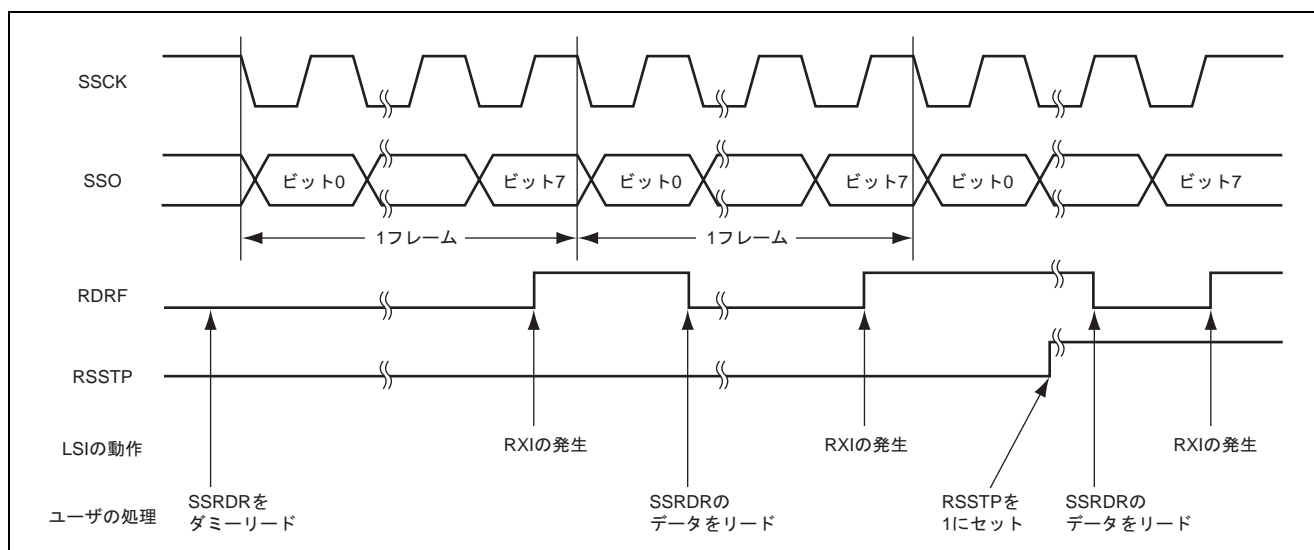 SSCK
SSO
ビット0
ビット7
ビット0
ビット7
ビット0
ビット7
1フレーム
1フレーム
RDRF
RSSTP
LSIの動作
RXIの発生
RXIの発生
RXIの発生
ユーザの処理
SSRDRを
ダミーリード
SSRDRの
データをリード
RSSTPを
1にセット
SSRDRの
データをリード